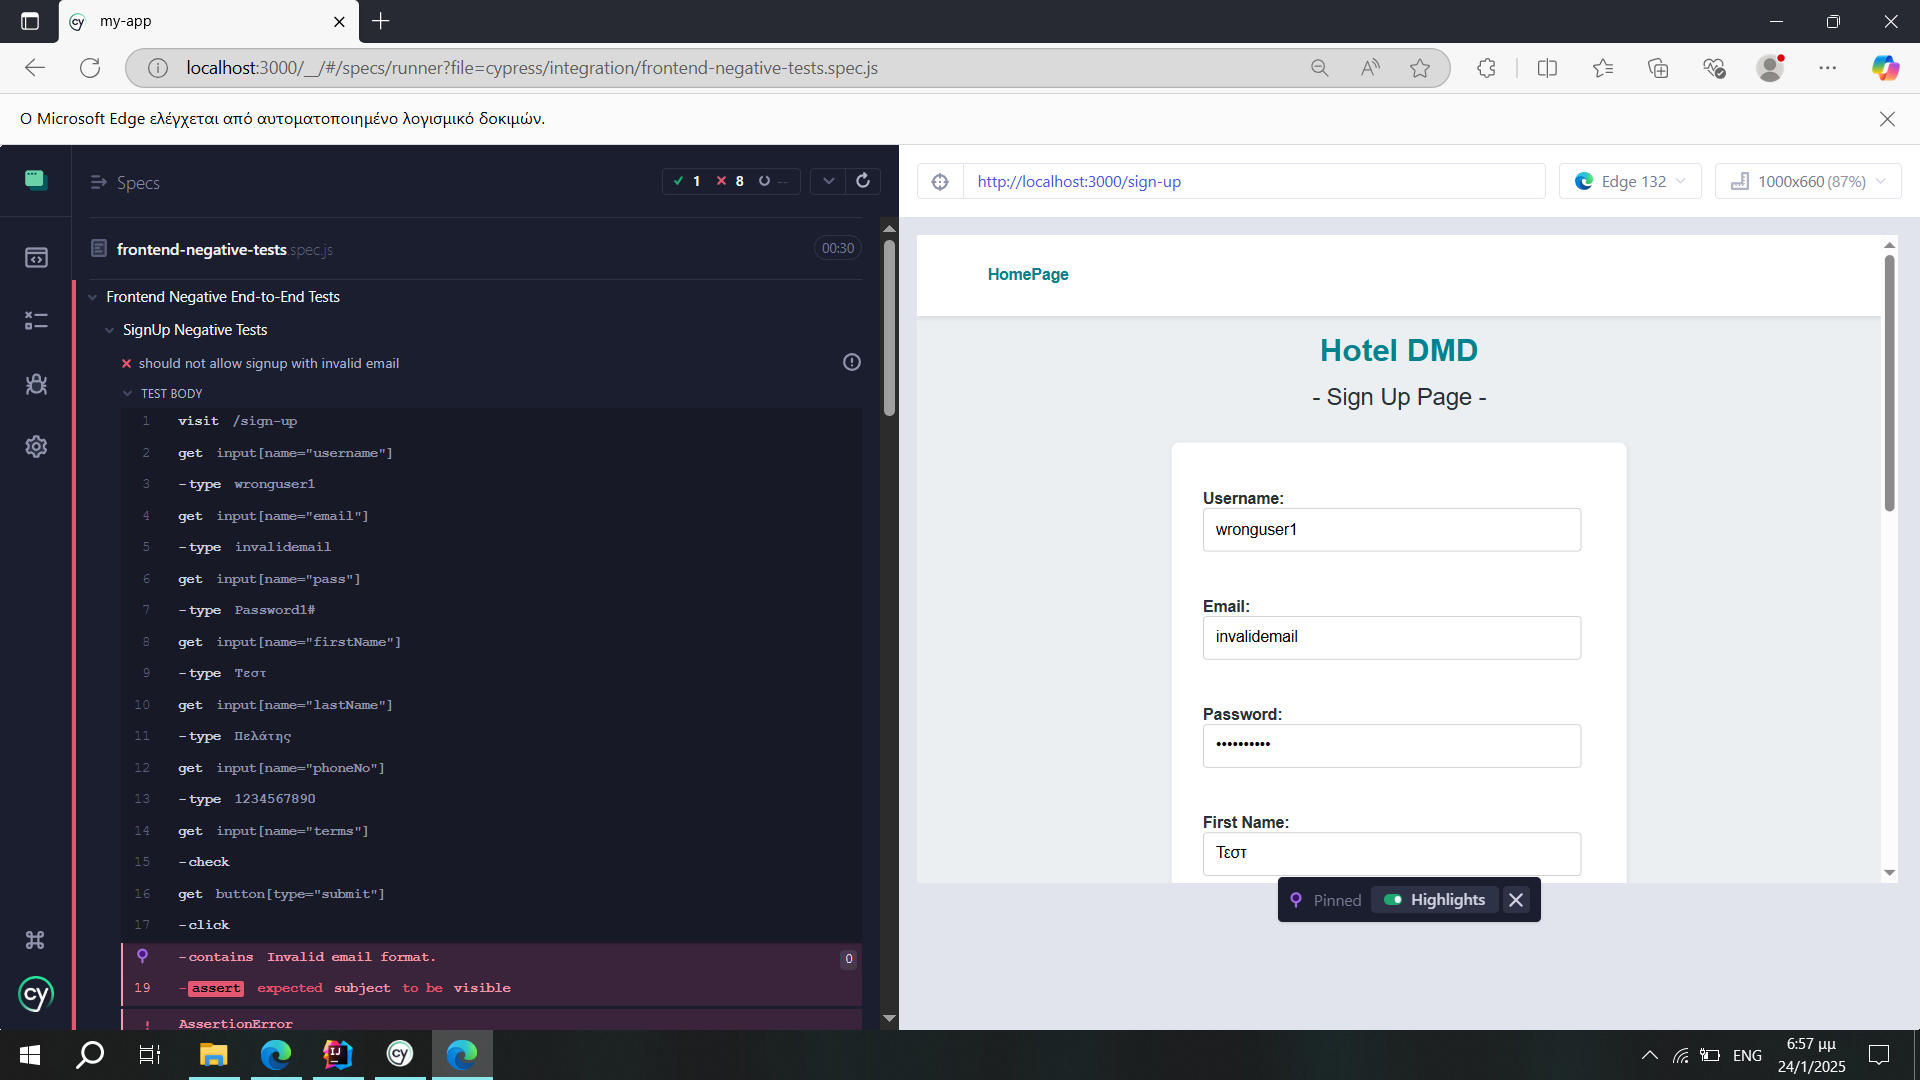 my-app
localhost:3000/__/#/specs/runner?file=cypress/integration/frontend-negative-tests.spec.js
Ο Microsoft Edge ελέγχεται από αυτοματοποιημένο λογισμικό δοκιμών.
Specs
1 8 --
frontend-negative-tests.spec.js
00:30
Frontend Negative End-to-End Tests
SignUp Negative Tests
should not allow signup with invalid email
TEST BODY
1 visit /sign-up
2 get input[name="username"]
3 -type wronguser1
4 get input[name="email"]
5 -type invalidemail
6 get input[name="pass"]
7 -type Password1#
8 get input[name="firstName"]
9 -type Τεστ
10 get input[name="lastName"]
11 -type Πελάτης
12 get input[name="phoneNo"]
13 -type 1234567890
14 get input[name="terms"]
15 -check
16 get button[type="submit"]
17 -click
-contains Invalid email format. 0
19 -assert expected subject to be visible
! AssertionError
http://localhost:3000/sign-up
Edge 132
1000x660 (87%)
HomePage
Hotel DMD
- Sign Up Page -
Username:
wronguser1
Email:
invalidemail
Password:
••••••••••
First Name:
Τεστ
Pinned
Highlights
cy
ENG
6:57 μμ
24/1/2025